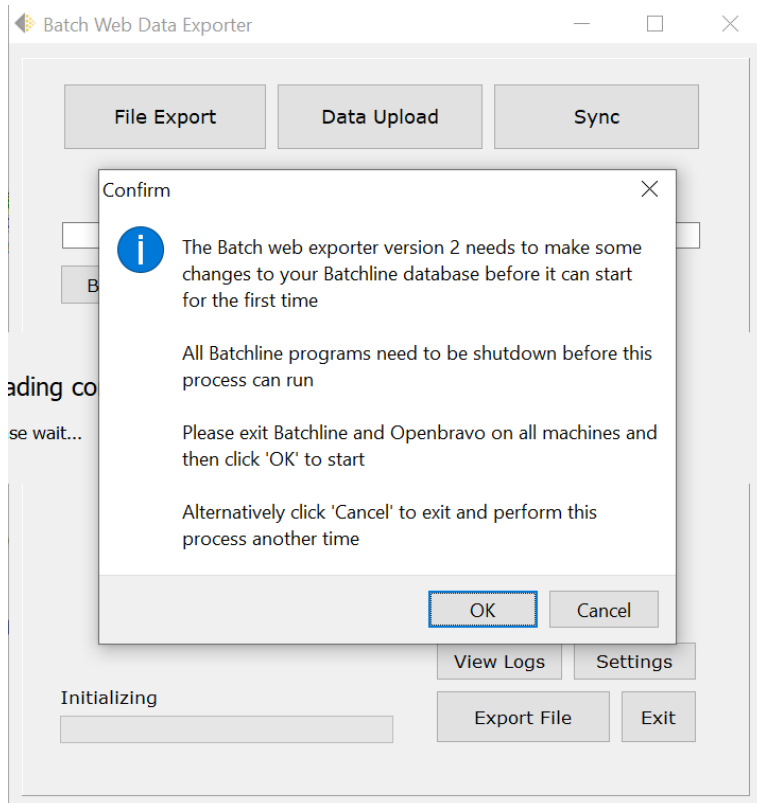 Batch Web Data Exporter
File Export
Data Upload
Sync
Confirm
The Batch web exporter version 2 needs to make some
changes to your Batchline database before it can start
for the first time
All Batchline programs need to be shutdown before this
process can run
Please exit Batchline and Openbravo on all machines and
then click 'OK' to start
Alternatively click 'Cancel' to exit and perform this
process another time
OK
Cancel
B
ading co
se wait...
View Logs
Settings
Initializing
Export File
Exit